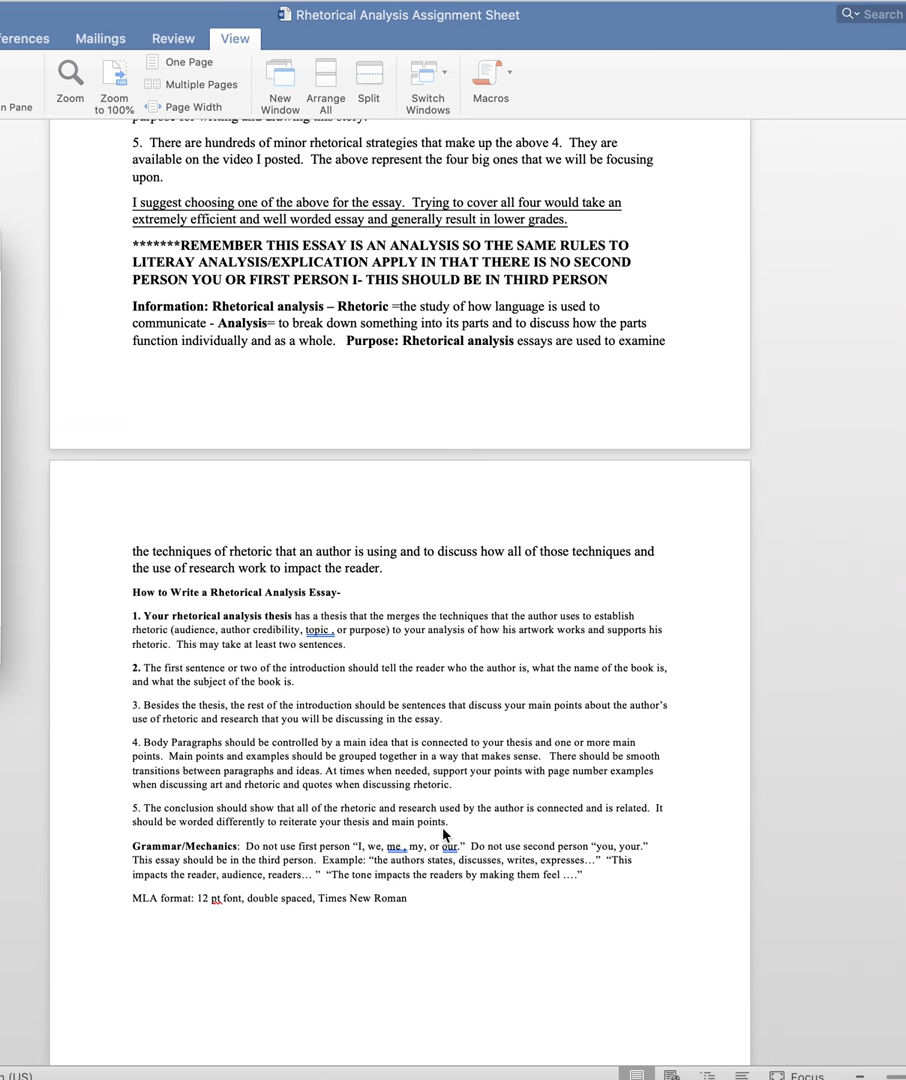 Rhetorical Analysis Assignment Sheet
Search
ferences Mailings Review View
One Page
Multiple Pages
Page Width
n Pane Zoom Zoom to 100% New Window Arrange All Split Switch Windows Macros
purpose for writing and drawing this story.
5. There are hundreds of minor rhetorical strategies that make up the above 4. They are
available on the video I posted. The above represent the four big ones that we will be focusing
upon.
I suggest choosing one of the above for the essay. Trying to cover all four would take an
extremely efficient and well worded essay and generally result in lower grades.
*******REMEMBER THIS ESSAY IS AN ANALYSIS SO THE SAME RULES TO
LITERAY ANALYSIS/EXPLICATION APPLY IN THAT THERE IS NO SECOND
PERSON YOU OR FIRST PERSON I- THIS SHOULD BE IN THIRD PERSON
Information: Rhetorical analysis – Rhetoric =the study of how language is used to
communicate - Analysis= to break down something into its parts and to discuss how the parts
function individually and as a whole. Purpose: Rhetorical analysis essays are used to examine
the techniques of rhetoric that an author is using and to discuss how all of those techniques and
the use of research work to impact the reader.
How to Write a Rhetorical Analysis Essay-
1. Your rhetorical analysis thesis has a thesis that the merges the techniques that the author uses to establish
rhetoric (audience, author credibility, topic , or purpose) to your analysis of how his artwork works and supports his
rhetoric. This may take at least two sentences.
2. The first sentence or two of the introduction should tell the reader who the author is, what the name of the book is,
and what the subject of the book is.
3. Besides the thesis, the rest of the introduction should be sentences that discuss your main points about the author's
use of rhetoric and research that you will be discussing in the essay.
4. Body Paragraphs should be controlled by a main idea that is connected to your thesis and one or more main
points. Main points and examples should be grouped together in a way that makes sense. There should be smooth
transitions between paragraphs and ideas. At times when needed, support your points with page number examples
when discussing art and rhetoric and quotes when discussing rhetoric.
5. The conclusion should show that all of the rhetoric and research used by the author is connected and is related. It
should be worded differently to reiterate your thesis and main points.
Grammar/Mechanics: Do not use first person “I, we, me , my, or our.” Do not use second person “you, your.”
This essay should be in the third person. Example: “the authors states, discusses, writes, expresses…” “This
impacts the reader, audience, readers… ” “The tone impacts the readers by making them feel ….”
MLA format: 12 pt font, double spaced, Times New Roman
(US) Focus